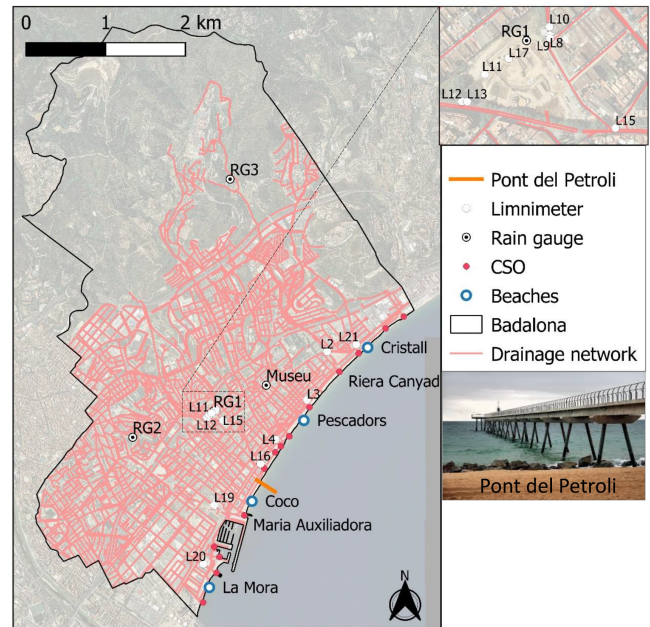 0 1 2 km
RG3
L2
L21
Cristall
Museu
Riera Canyad
L3
L11
RG1
L12
L15
Pescadors
RG2
L4
L16
L19
Coco
Maria Auxiliadora
L20
La Mora
N
L10
RG1
L9
L8
L17
L11
L12
L13
L15
Pont del Petroli
Limnimeter
Rain gauge
CSO
Beaches
Badalona
Drainage network
Pont del Petroli